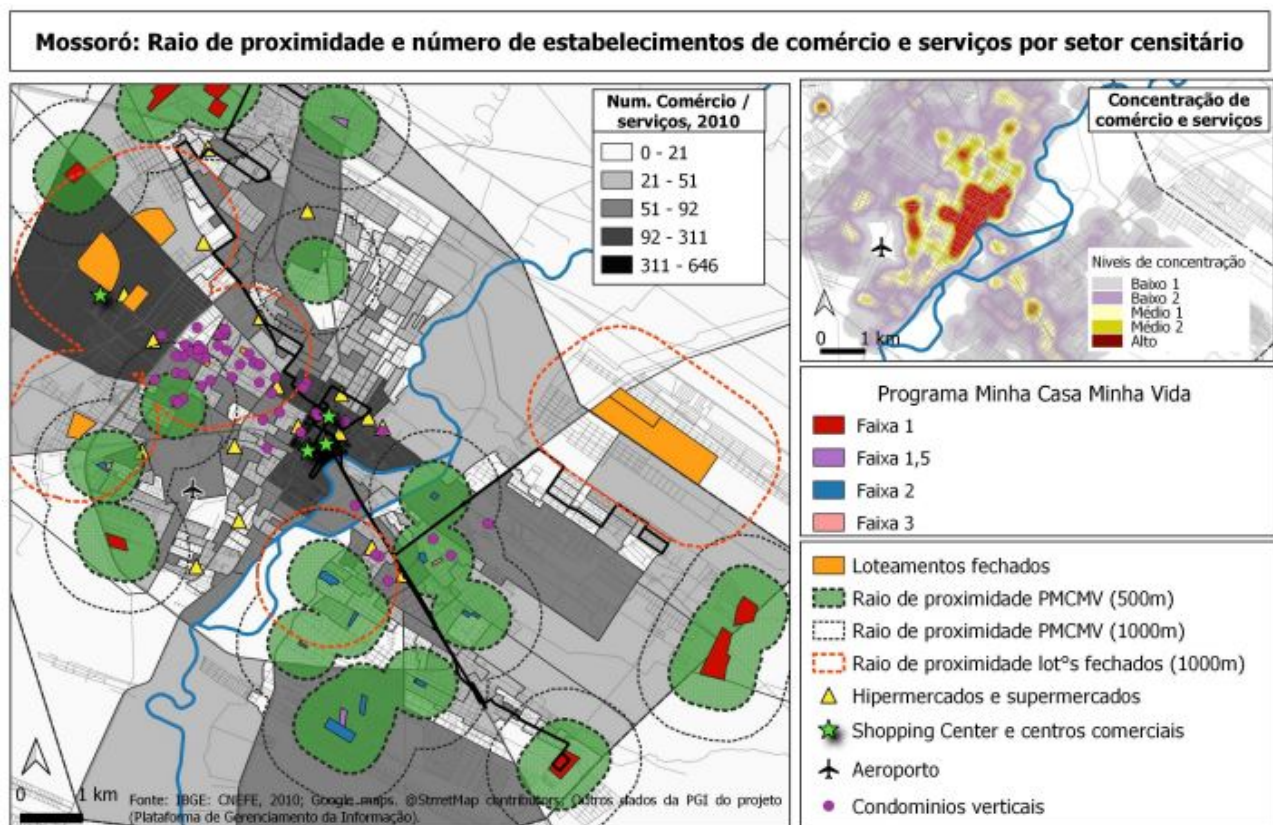 Mossoró: Raio de proximidade e número de estabelecimentos de comércio e serviços por setor censitário
Num. Comércio /
serviços, 2010
0 - 21
21 - 51
51 - 92
92 - 311
311 - 646
0 1 km
Fonte: IBGE: CNEFE, 2010; Google maps. @StreetMap contributors. Outros dados da PGI do projeto
(Plataforma de Gerenciamento da Informação).
Concentração de
comércio e serviços
Niveis de concentração
Baixo 1
Baixo 2
Médio 1
Médio 2
Alto
0 1 km
Programa Minha Casa Minha Vida
Faixa 1
Faixa 1,5
Faixa 2
Faixa 3
Loteamentos fechados
Raio de proximidade PMCMV (500m)
Raio de proximidade PMCMV (1000m)
Raio de proximidade lotºs fechados (1000m)
Hipermercados e supermercados
Shopping Center e centros comerciais
Aeroporto
Condominios verticais